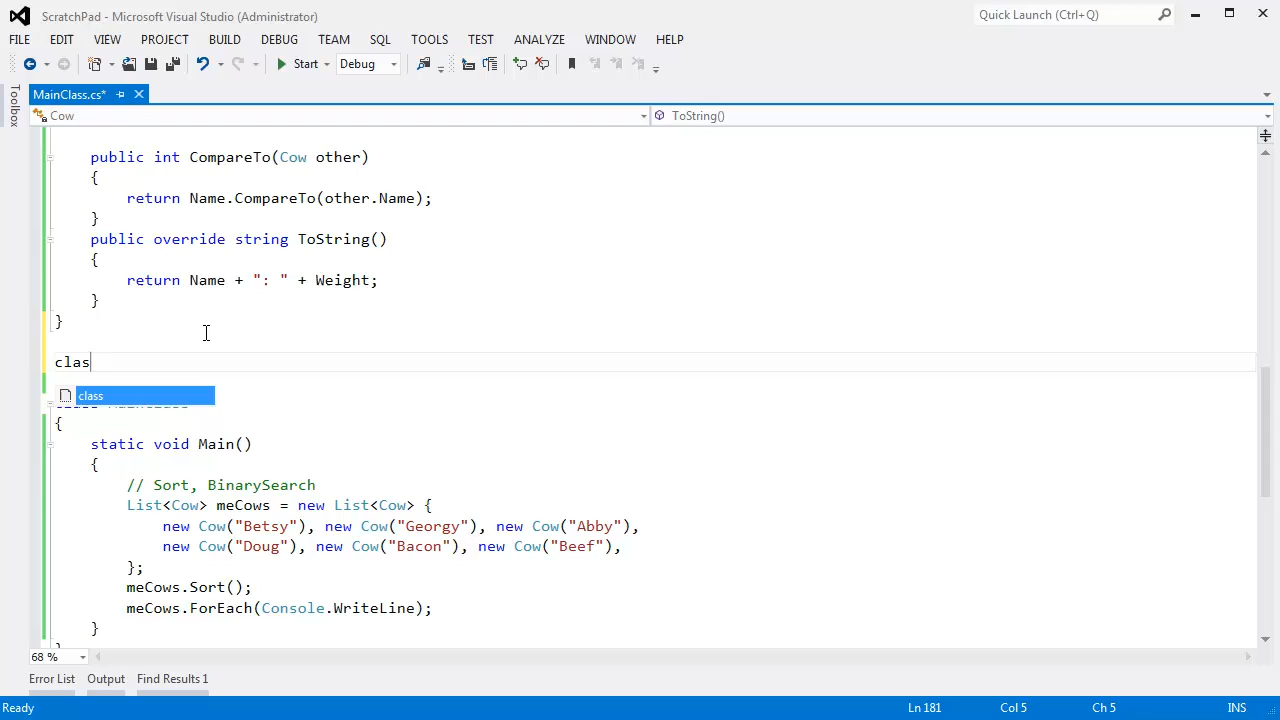 ScratchPad - Microsoft Visual Studio (Administrator)
Quick Launch (Ctrl+Q)
FILE EDIT VIEW PROJECT BUILD DEBUG TEAM SQL TOOLS TEST ANALYZE WINDOW HELP
Start Debug
Toolbox
MainClass.cs*
Cow ToString()
public int CompareTo(Cow other)
{
return Name.CompareTo(other.Name);
}
public override string ToString()
{
return Name + ": " + Weight;
}
}
clas
class
{
static void Main()
{
// Sort, BinarySearch
List<Cow> meCows = new List<Cow> {
new Cow("Betsy"), new Cow("Georgy"), new Cow("Abby"),
new Cow("Doug"), new Cow("Bacon"), new Cow("Beef"),
};
meCows.Sort();
meCows.ForEach(Console.WriteLine);
}
68 %
Error List Output Find Results 1
Ready Ln 181 Col 5 Ch 5 INS